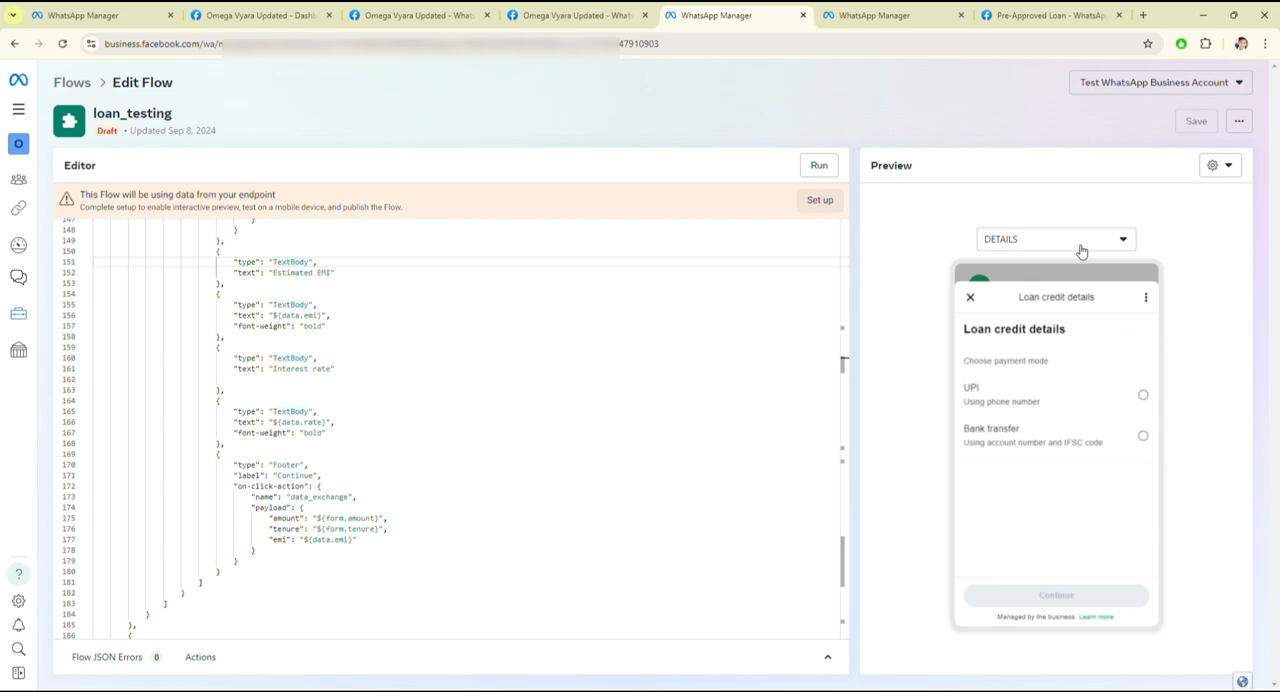 WhatsApp Manager
Omega Vyara Updated - Dashb
Omega Vyara Updated - What
Omega Vyara Updated - Whats
WhatsApp Manager
WhatsApp Manager
Pre-Approved Loan - WhatsAp
business.facebook.com/wa/
47910903
Flows > Edit Flow
Test WhatsApp Business Account
loan_testing
Draft • Updated Sep 8, 2024
Save
O
Editor
Run
Preview
This Flow will be using data from your endpoint
Complete setup to enable interactive preview, test on a mobile device, and publish the Flow.
Set up
147 }
148 }
149 },
150 {
151 "type": "TextBody",
152 "text": "Estimated EMI"
153 },
154 {
155 "type": "TextBody",
156 "text": "${data.emi}",
157 "font-weight": "bold"
158 },
159 {
160 "type": "TextBody",
161 "text": "Interest rate"
162
163 },
164 {
165 "type": "TextBody",
166 "text": "${data.rate}",
167 "font-weight": "bold"
168 },
169 {
170 "type": "Footer",
171 "label": "Continue",
172 "on-click-action": {
173 "name": "data_exchange",
174 "payload": {
175 "amount": "${form.amount}",
176 "tenure": "${form.tenure}",
177 "emi": "${data.emi}"
178 }
179 }
180 }
181 ]
182 }
183 ]
184 }
185 },
186 {
Flow JSON Errors 0 Actions
DETAILS
Loan credit details
Loan credit details
Choose payment mode
UPI
Using phone number
Bank transfer
Using account number and IFSC code
Continue
Managed by the business. Learn more